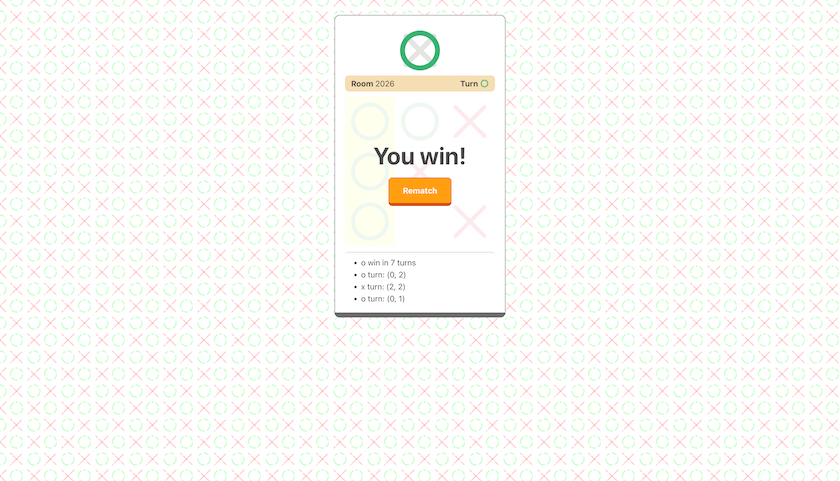 Room 2026 Turn
You win!
Rematch
o win in 7 turns
o turn: (0, 2)
x turn: (2, 2)
o turn: (0, 1)